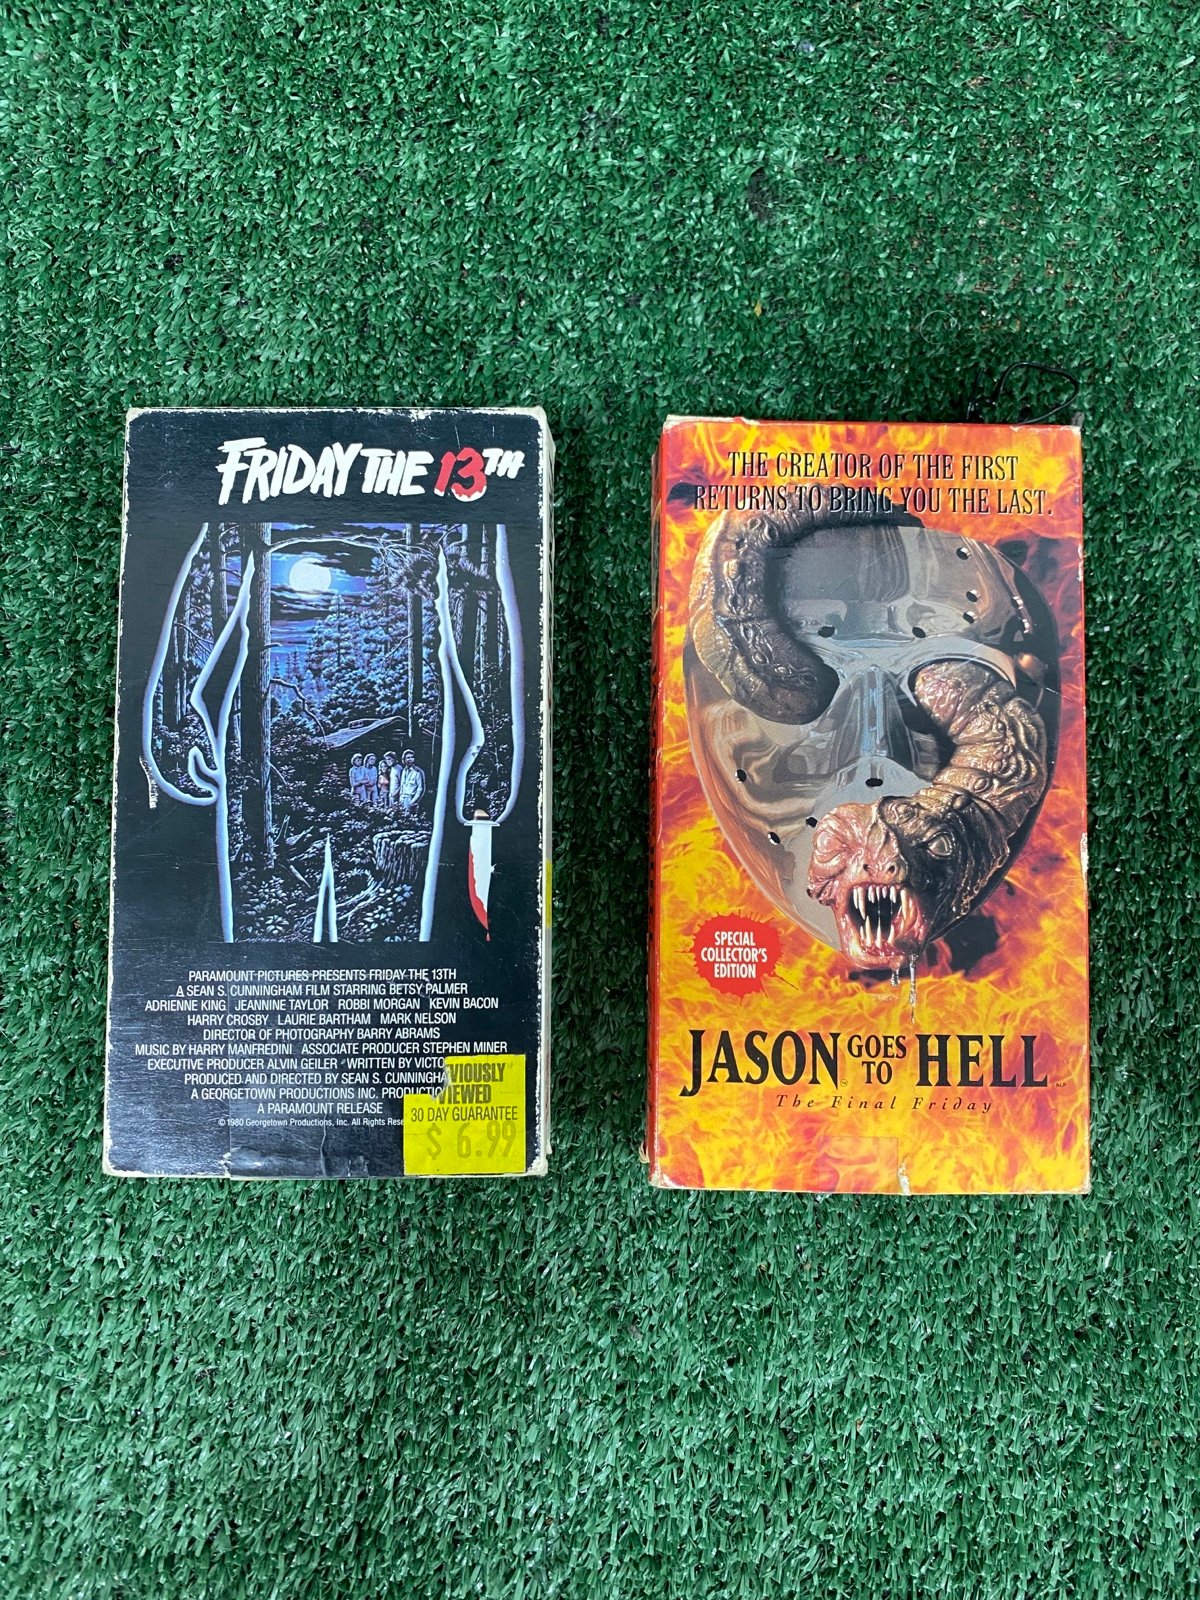 FRIDAY THE 13TH
PARAMOUNT PICTURES PRESENTS FRIDAY THE 13TH
A SEAN S. CUNNINGHAM FILM STARRING BETSY PALMER
ADRIENNE KING JEANNINE TAYLOR ROBBI MORGAN KEVIN BACON
HARRY CROSBY LAURIE BARTHAM MARK NELSON
DIRECTOR OF PHOTOGRAPHY BARRY ABRAMS
MUSIC BY HARRY MANFREDINI ASSOCIATE PRODUCER STEPHEN MINER
EXECUTIVE PRODUCER ALVIN GEILER WRITTEN BY
PRODUCED AND DIRECTED BY SEAN S.
A GEORGETOWN PRODUCTIONS INC.
A PARAMOUNT RELEASE
©1980 Georgetown Productions, Inc. All Rights
VIOUSLY
VIEWED
30 DAY GUARANTEE
$ 6.99
THE CREATOR OF THE FIRST
RETURNS TO BRING YOU THE LAST.
SPECIAL
COLLECTOR'S
EDITION
JASON GOES TO HELL
The Final Friday